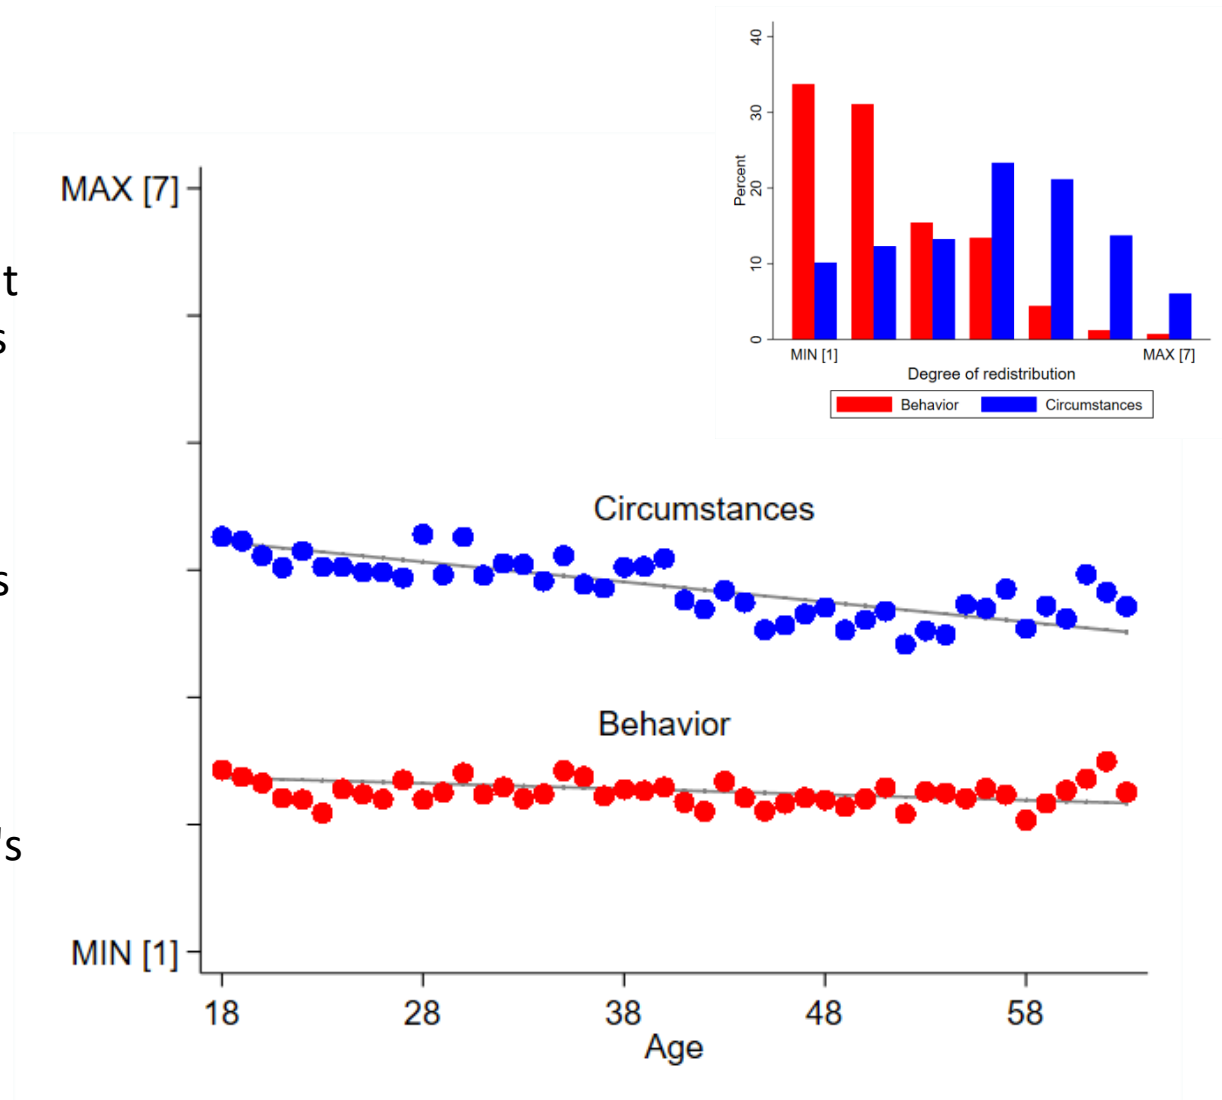 40
30
20
10
0
Percent
MIN [1]
MAX [7]
Degree of redistribution
Behavior
Circumstances
MAX [7]
t
s
Circumstances
s
Behavior
's
MIN [1]
18
28
38
48
58
Age